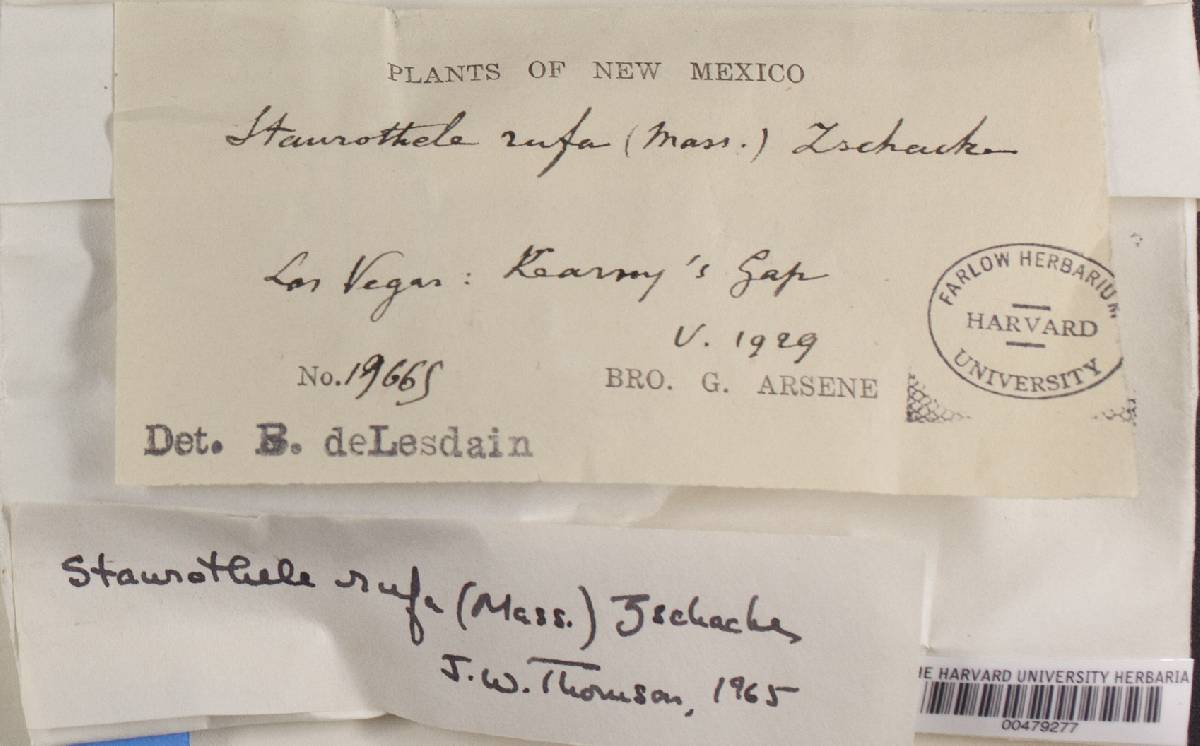 PLANTS OF NEW MEXICO
Staurothele rufa (Mass.) Zschacke
Las Vegas: Kearny's Gap
V. 1929
No. 19665
BRO. G. ARSENE
FARLOW HERBARIUM
HARVARD
UNIVERSITY
Det. B. deLesdain
Staurothele rufa (Mass.) Zschacke
J.W. Thomson, 1965
HE HARVARD UNIVERSITY HERBARIA
00479277